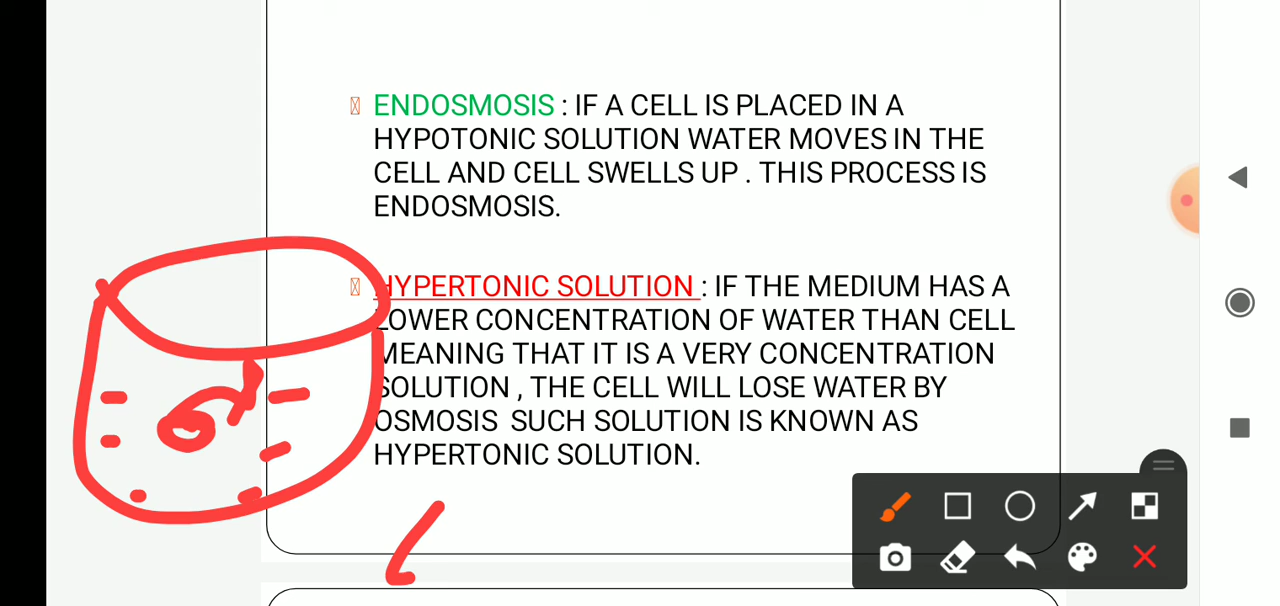 ENDOSMOSIS : IF A CELL IS PLACED IN A
HYPOTONIC SOLUTION WATER MOVES IN THE
CELL AND CELL SWELLS UP . THIS PROCESS IS
ENDOSMOSIS.
HYPERTONIC SOLUTION : IF THE MEDIUM HAS A
LOWER CONCENTRATION OF WATER THAN CELL
MEANING THAT IT IS A VERY CONCENTRATION
SOLUTION , THE CELL WILL LOSE WATER BY
OSMOSIS SUCH SOLUTION IS KNOWN AS
HYPERTONIC SOLUTION.